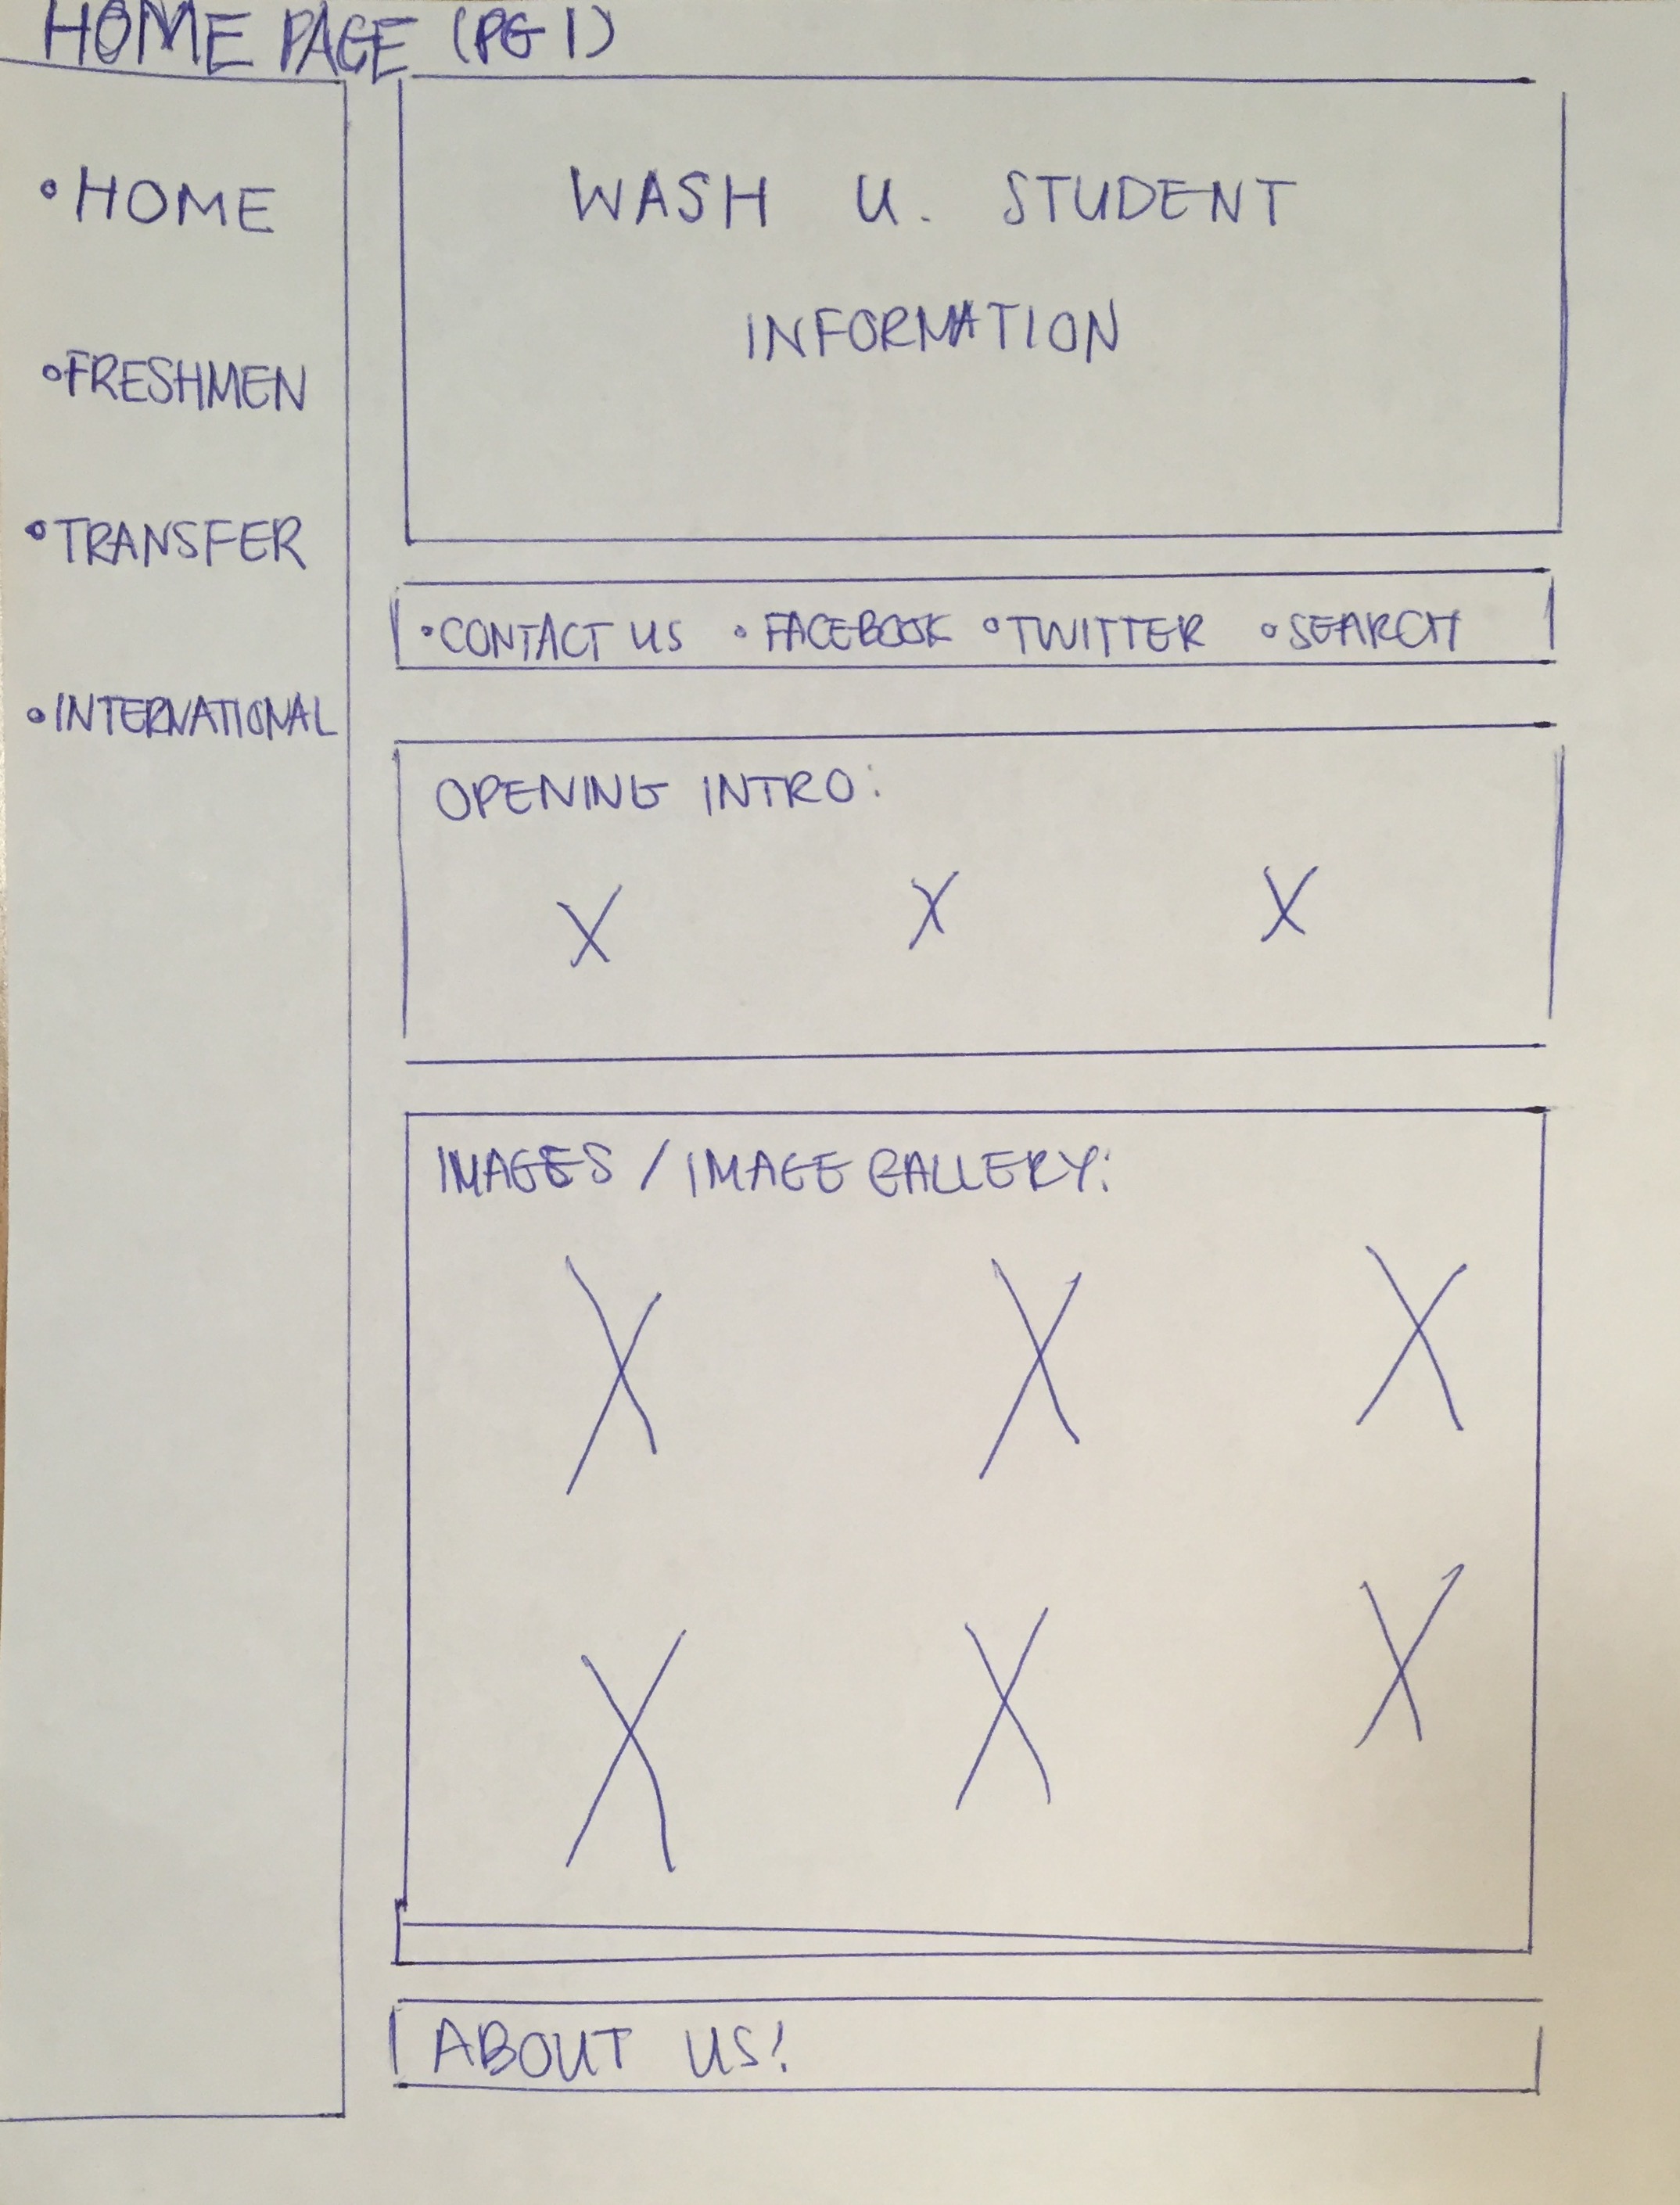 HOME PAGE (PG 1)
•HOME
•FRESHMEN
•TRANSFER
•INTERNATIONAL
WASH U. STUDENT
INFORMATION
•CONTACT US •FACEBOOK •TWITTER •SEARCH
OPENING INTRO:
X X X
IMAGES / IMAGE GALLERY:
X X X
X X X
ABOUT US!